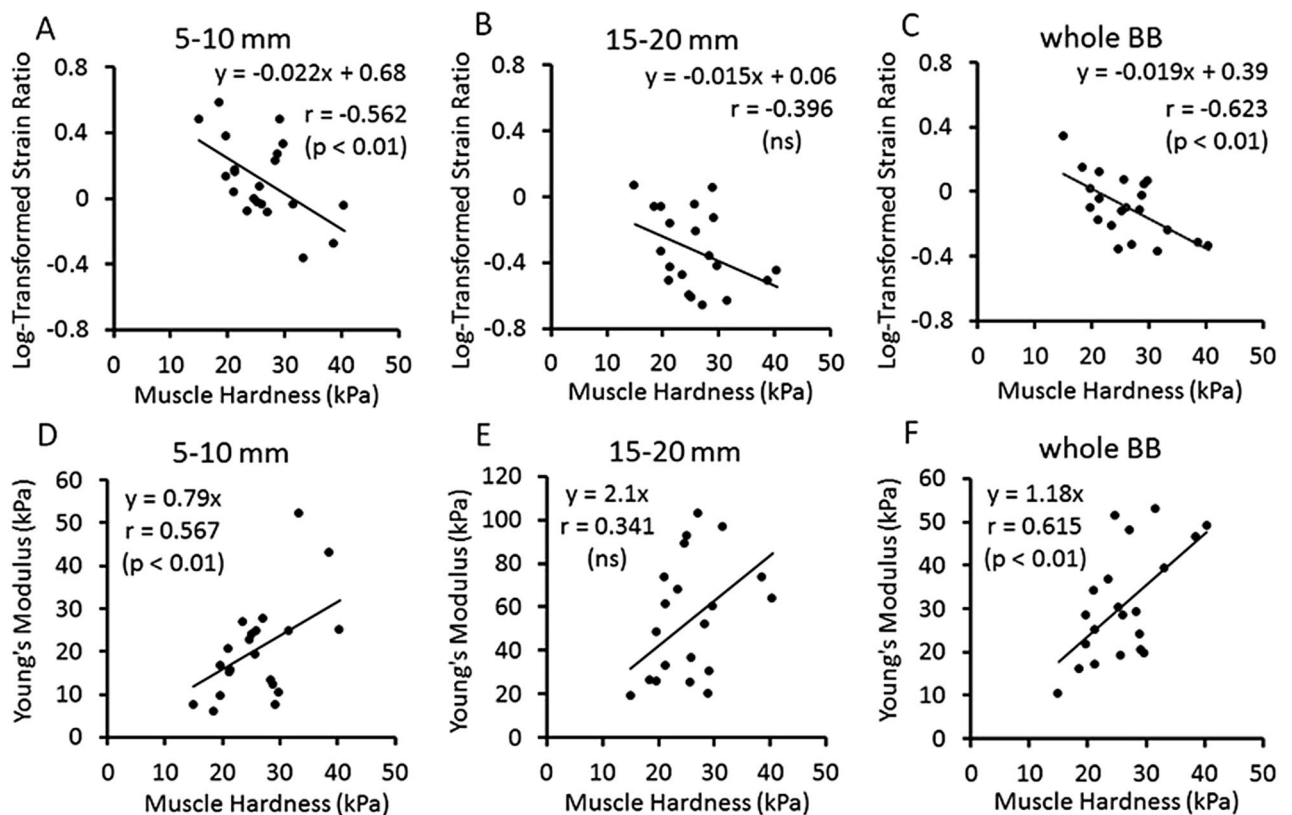 A
5-10 mm
y = -0.022x + 0.68
r = -0.562
(p < 0.01)
Log-Transformed Strain Ratio
0.8
0.4
0
-0.4
-0.8
0 10 20 30 40 50
Muscle Hardness (kPa)
B
15-20 mm
y = -0.015x + 0.06
r = -0.396
(ns)
Log-Transformed Strain Ratio
0.8
0.4
0
-0.4
-0.8
0 10 20 30 40 50
Muscle Hardness (kPa)
C
whole BB
y = -0.019x + 0.39
r = -0.623
(p < 0.01)
Log-Transformed Strain Ratio
0.8
0.4
0
-0.4
-0.8
0 10 20 30 40 50
Muscle Hardness (kPa)
D
5-10 mm
y = 0.79x
r = 0.567
(p < 0.01)
Young's Modulus (kPa)
60
50
40
30
20
10
0
0 10 20 30 40 50
Muscle Hardness (kPa)
E
15-20 mm
y = 2.1x
r = 0.341
(ns)
Young's Modulus (kPa)
120
100
80
60
40
20
0
0 10 20 30 40 50
Muscle Hardness (kPa)
F
whole BB
y = 1.18x
r = 0.615
(p < 0.01)
Young's Modulus (kPa)
60
50
40
30
20
10
0
0 10 20 30 40 50
Muscle Hardness (kPa)